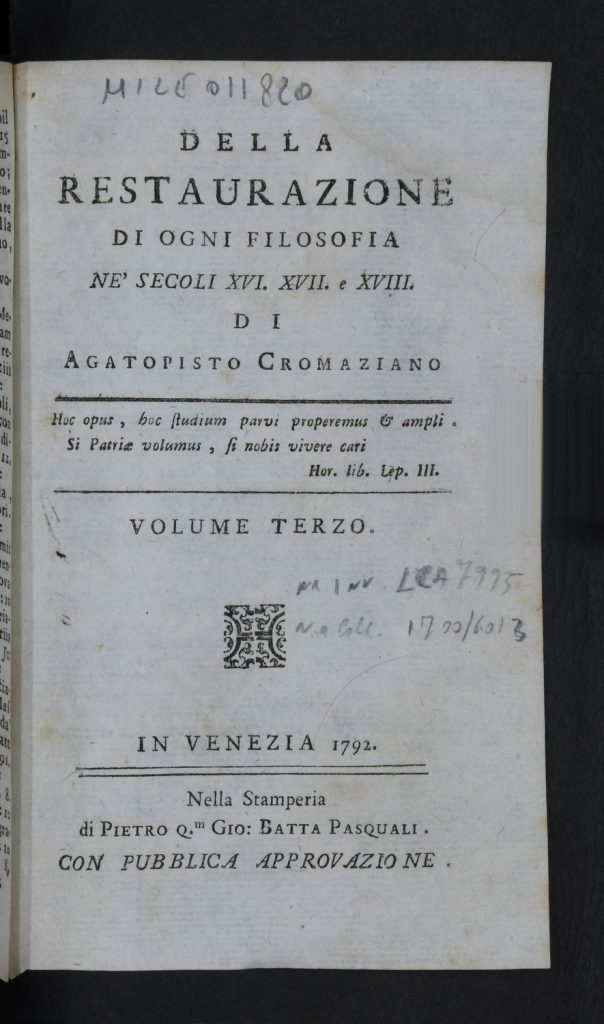 MILE 011820
DELLA
RESTAURAZIONE
DI OGNI FILOSOFIA
NE' SECOLI XVI. XVII. e XVIII.
DI
AGATOPISTO CROMAZIANO
Hoc opus, hoc ſtudium parvi properemus & ampli.
Si Patriæ volumus, ſi nobis vivere cari
Hor. lib. I.ep. III.
VOLUME TERZO.
IN VENEZIA 1792.
Nella Stamperia
di PIETRO Q.m GIO: BATTA PASQUALI.
CON PUBBLICA APPROVAZIONE.